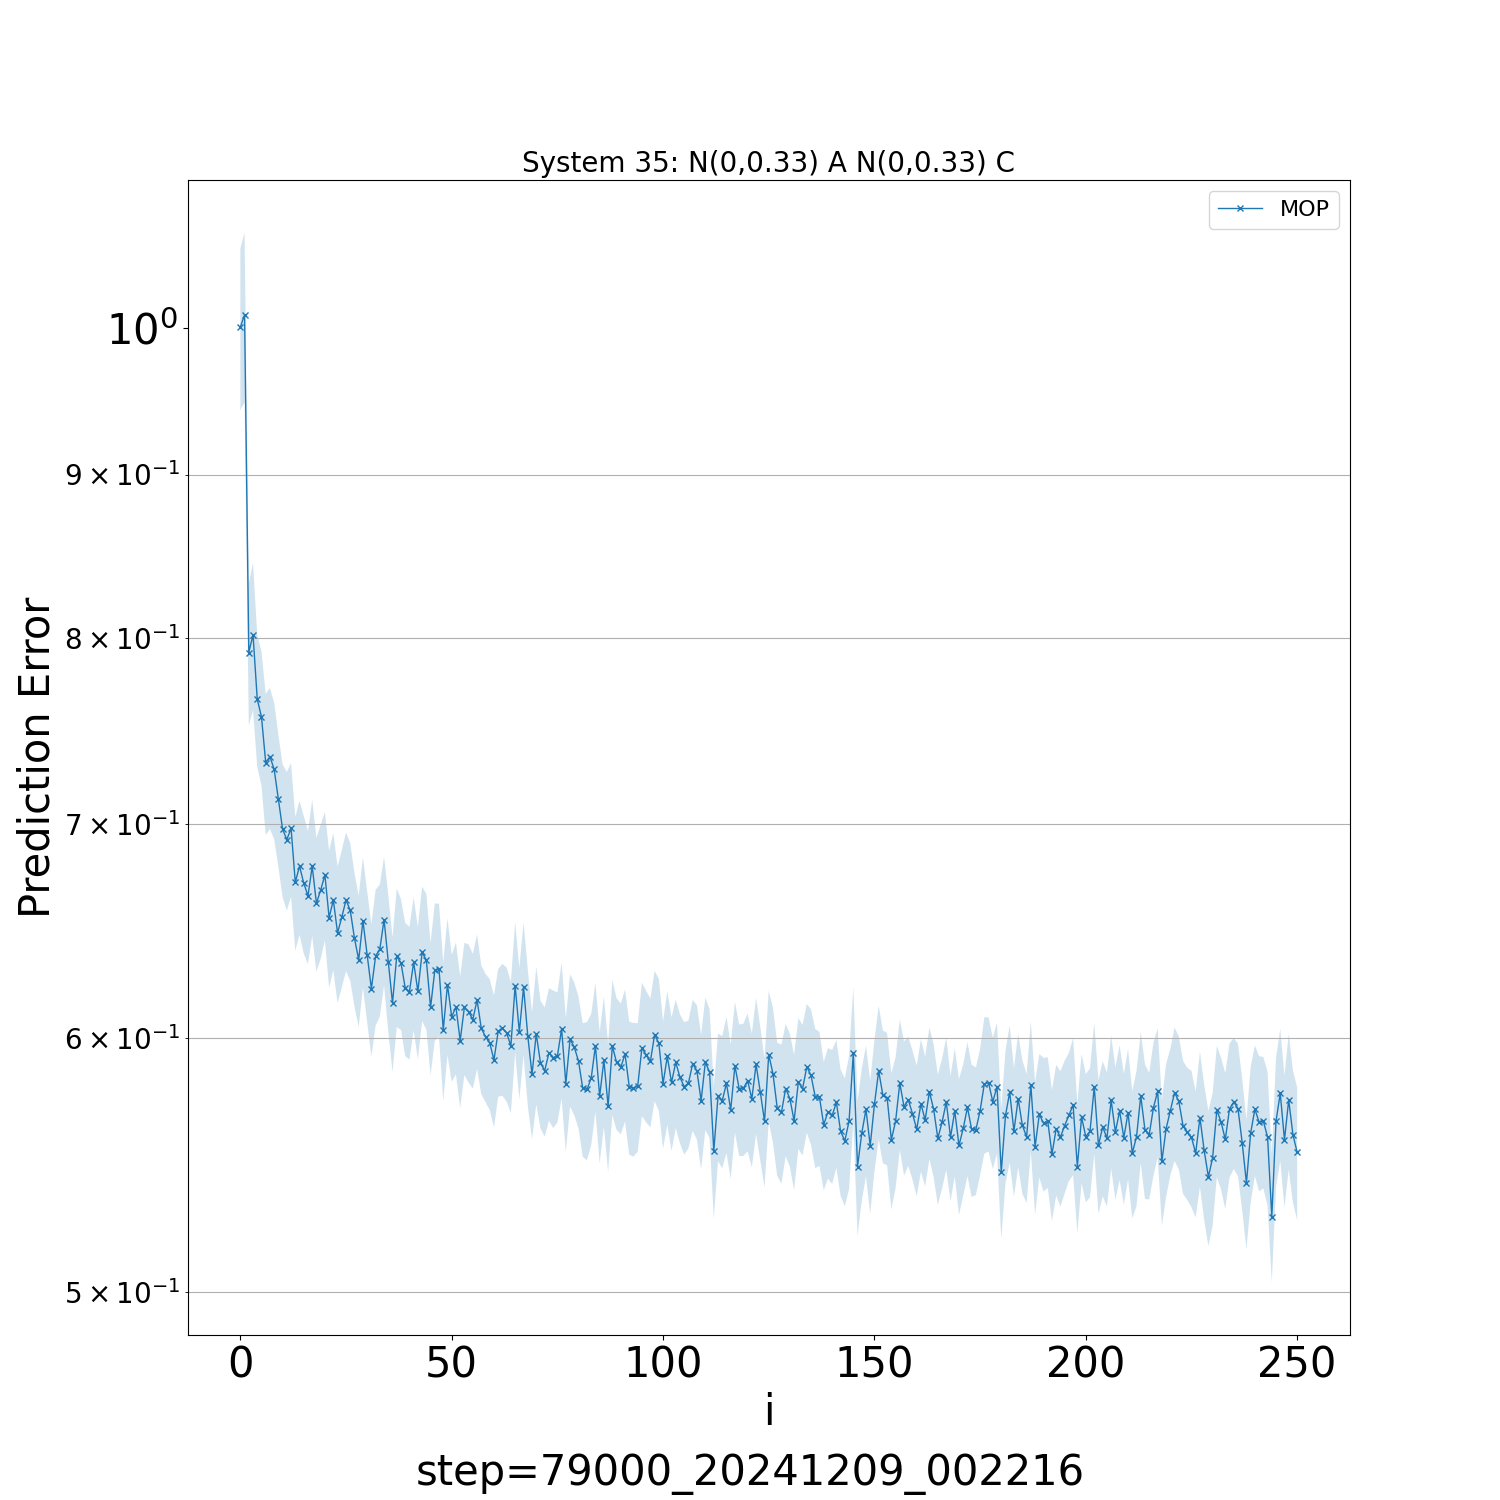 System 35: N(0,0.33) A N(0,0.33) C
MOP
10⁰
9 × 10⁻¹
8 × 10⁻¹
7 × 10⁻¹
6 × 10⁻¹
5 × 10⁻¹
Prediction Error
0 50 100 150 200 250
i
step=79000_20241209_002216